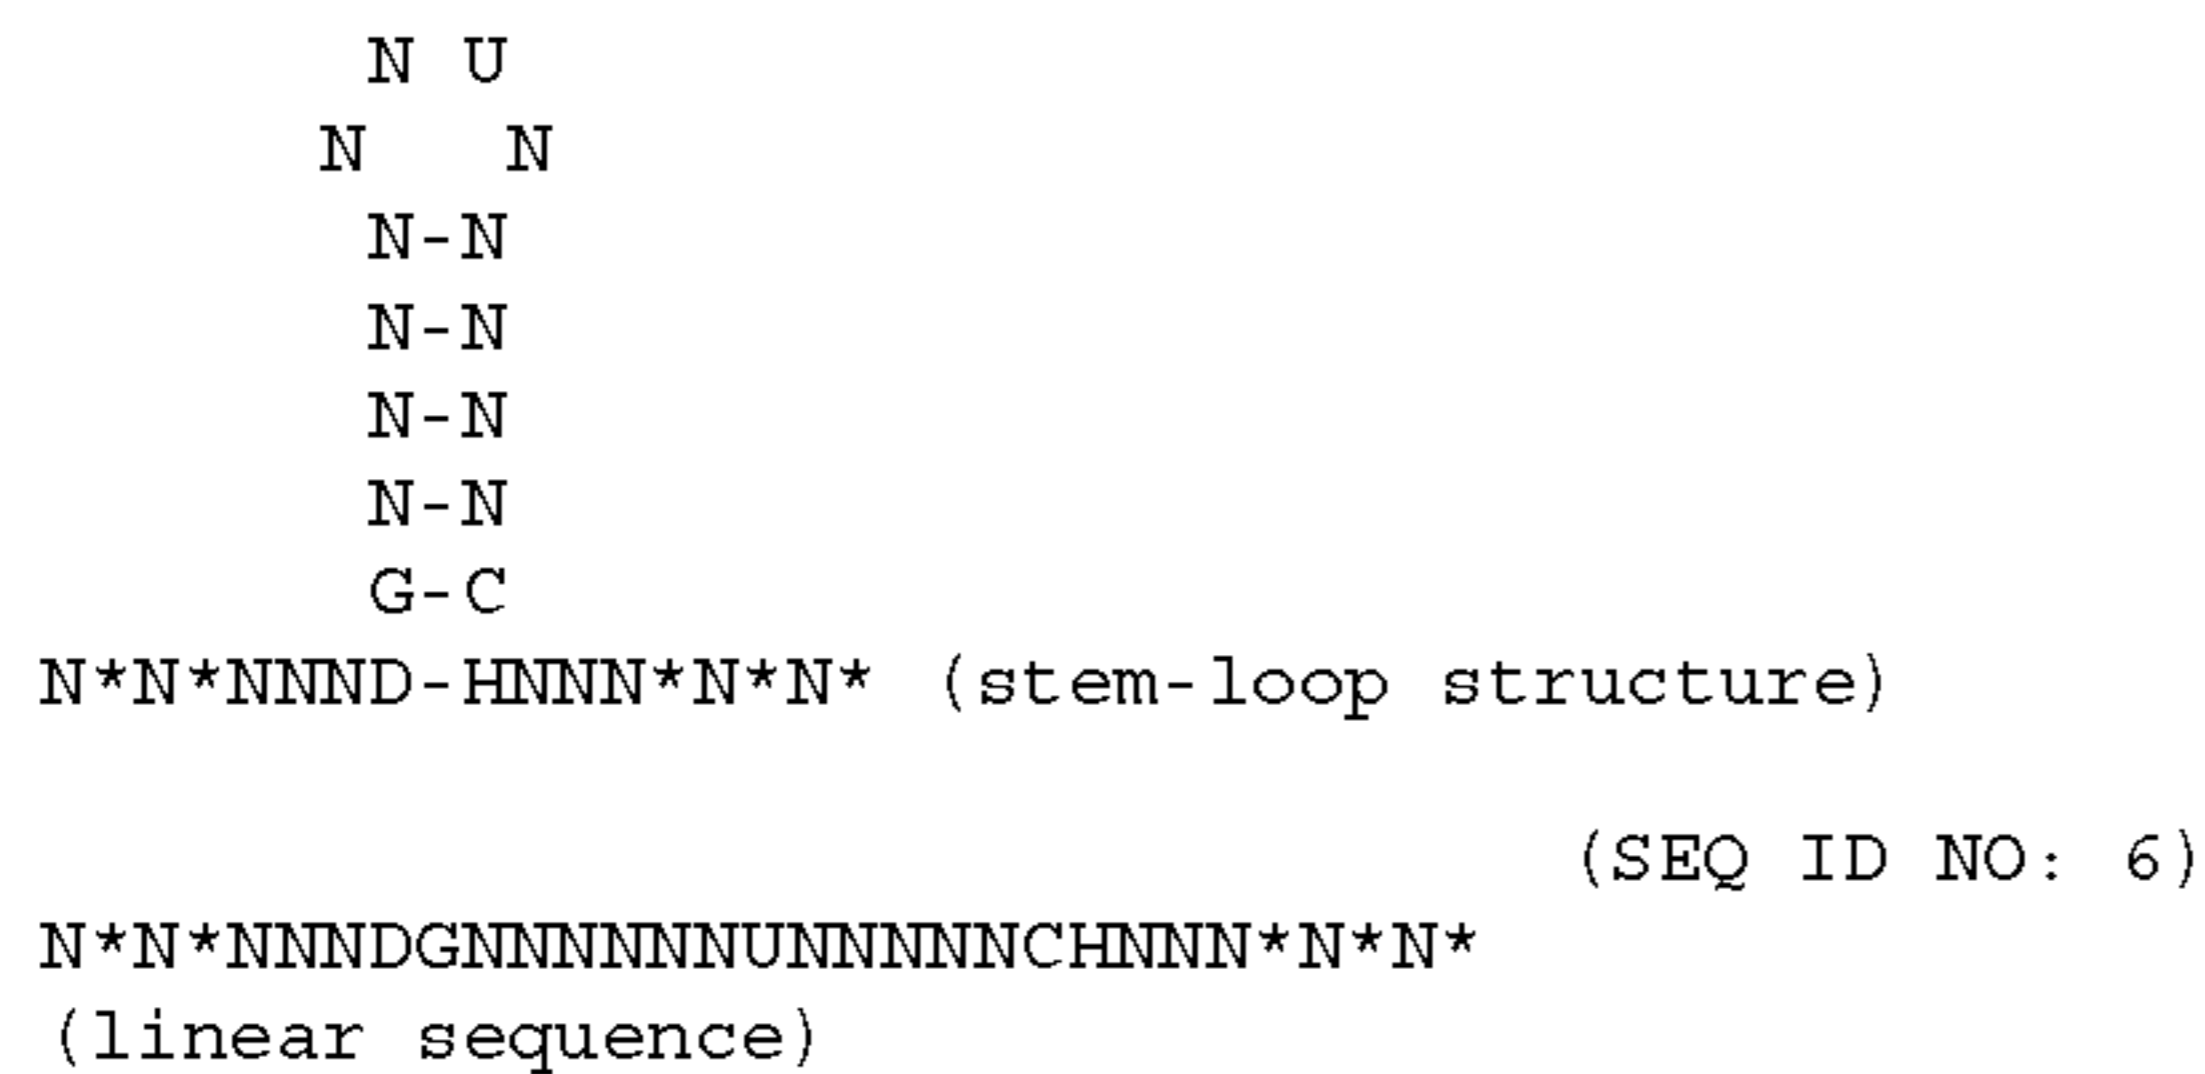 N U
N N
N-N
N-N
N-N
N-N
G-C
N*N*NNND-HNNN*N*N* (stem-loop structure)
(SEQ ID NO: 6)
N*N*NNNDGNNNNNNUNNNNNCHNNN*N*N*
(linear sequence)